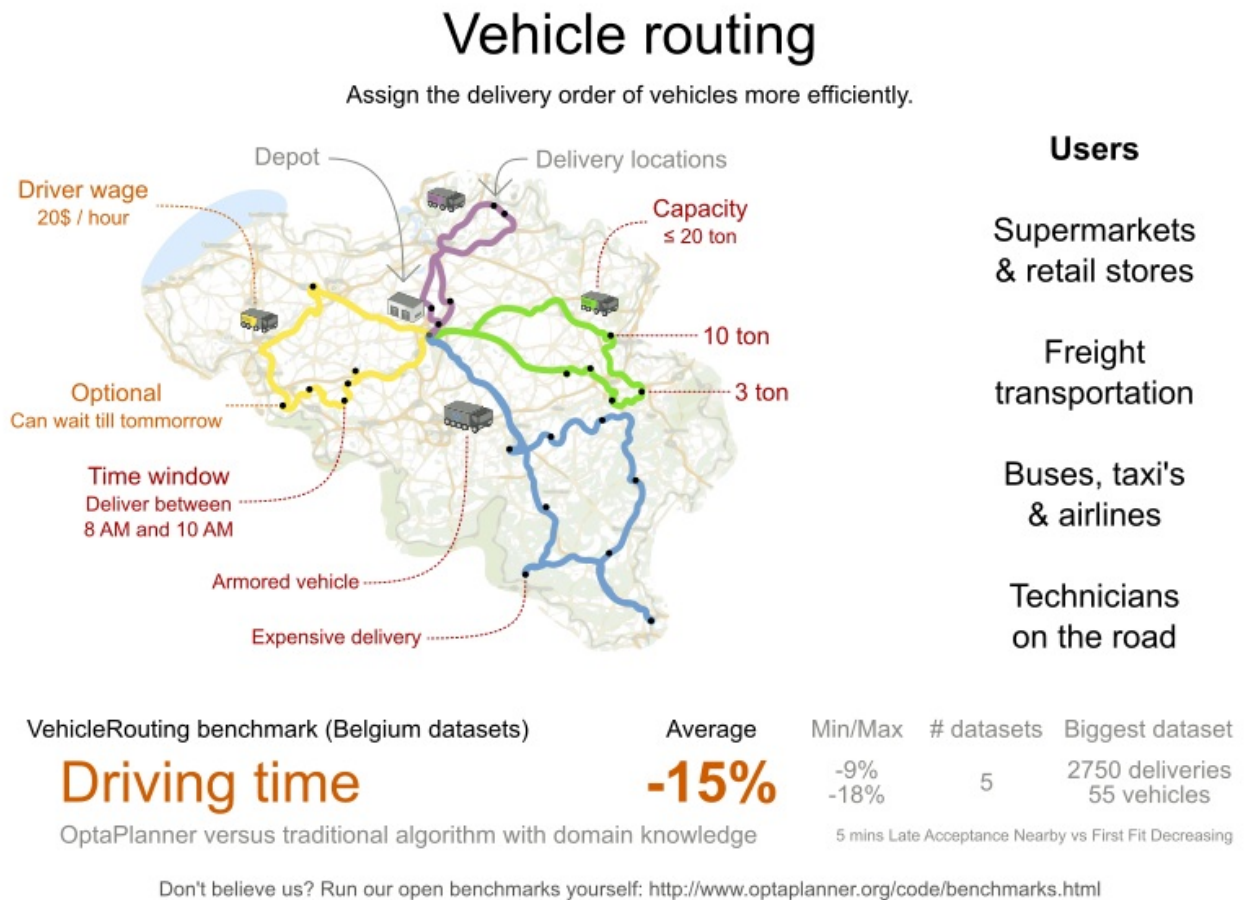 Vehicle routing
Assign the delivery order of vehicles more efficiently.
Depot
Delivery locations
Driver wage
20$ / hour
Capacity
≤ 20 ton
10 ton
3 ton
Optional
Can wait till tommorrow
Time window
Deliver between
8 AM and 10 AM
Armored vehicle
Expensive delivery
Users
Supermarkets
& retail stores
Freight
transportation
Buses, taxi's
& airlines
Technicians
on the road
VehicleRouting benchmark (Belgium datasets)
Average
Min/Max
# datasets
Biggest dataset
Driving time
-15%
-9%
-18%
5
2750 deliveries
55 vehicles
OptaPlanner versus traditional algorithm with domain knowledge
5 mins Late Acceptance Nearby vs First Fit Decreasing
Don't believe us? Run our open benchmarks yourself: http://www.optaplanner.org/code/benchmarks.html